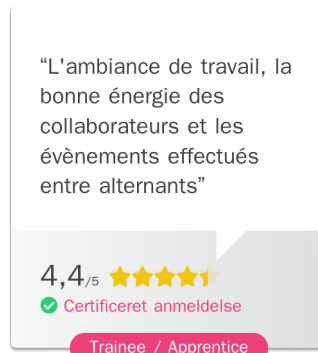 “L'ambiance de travail, la
bonne énergie des
collaborateurs et les
évènements effectués
entre alternants”
4,4/5
Certificeret anmeldelse
Trainee / Apprentice